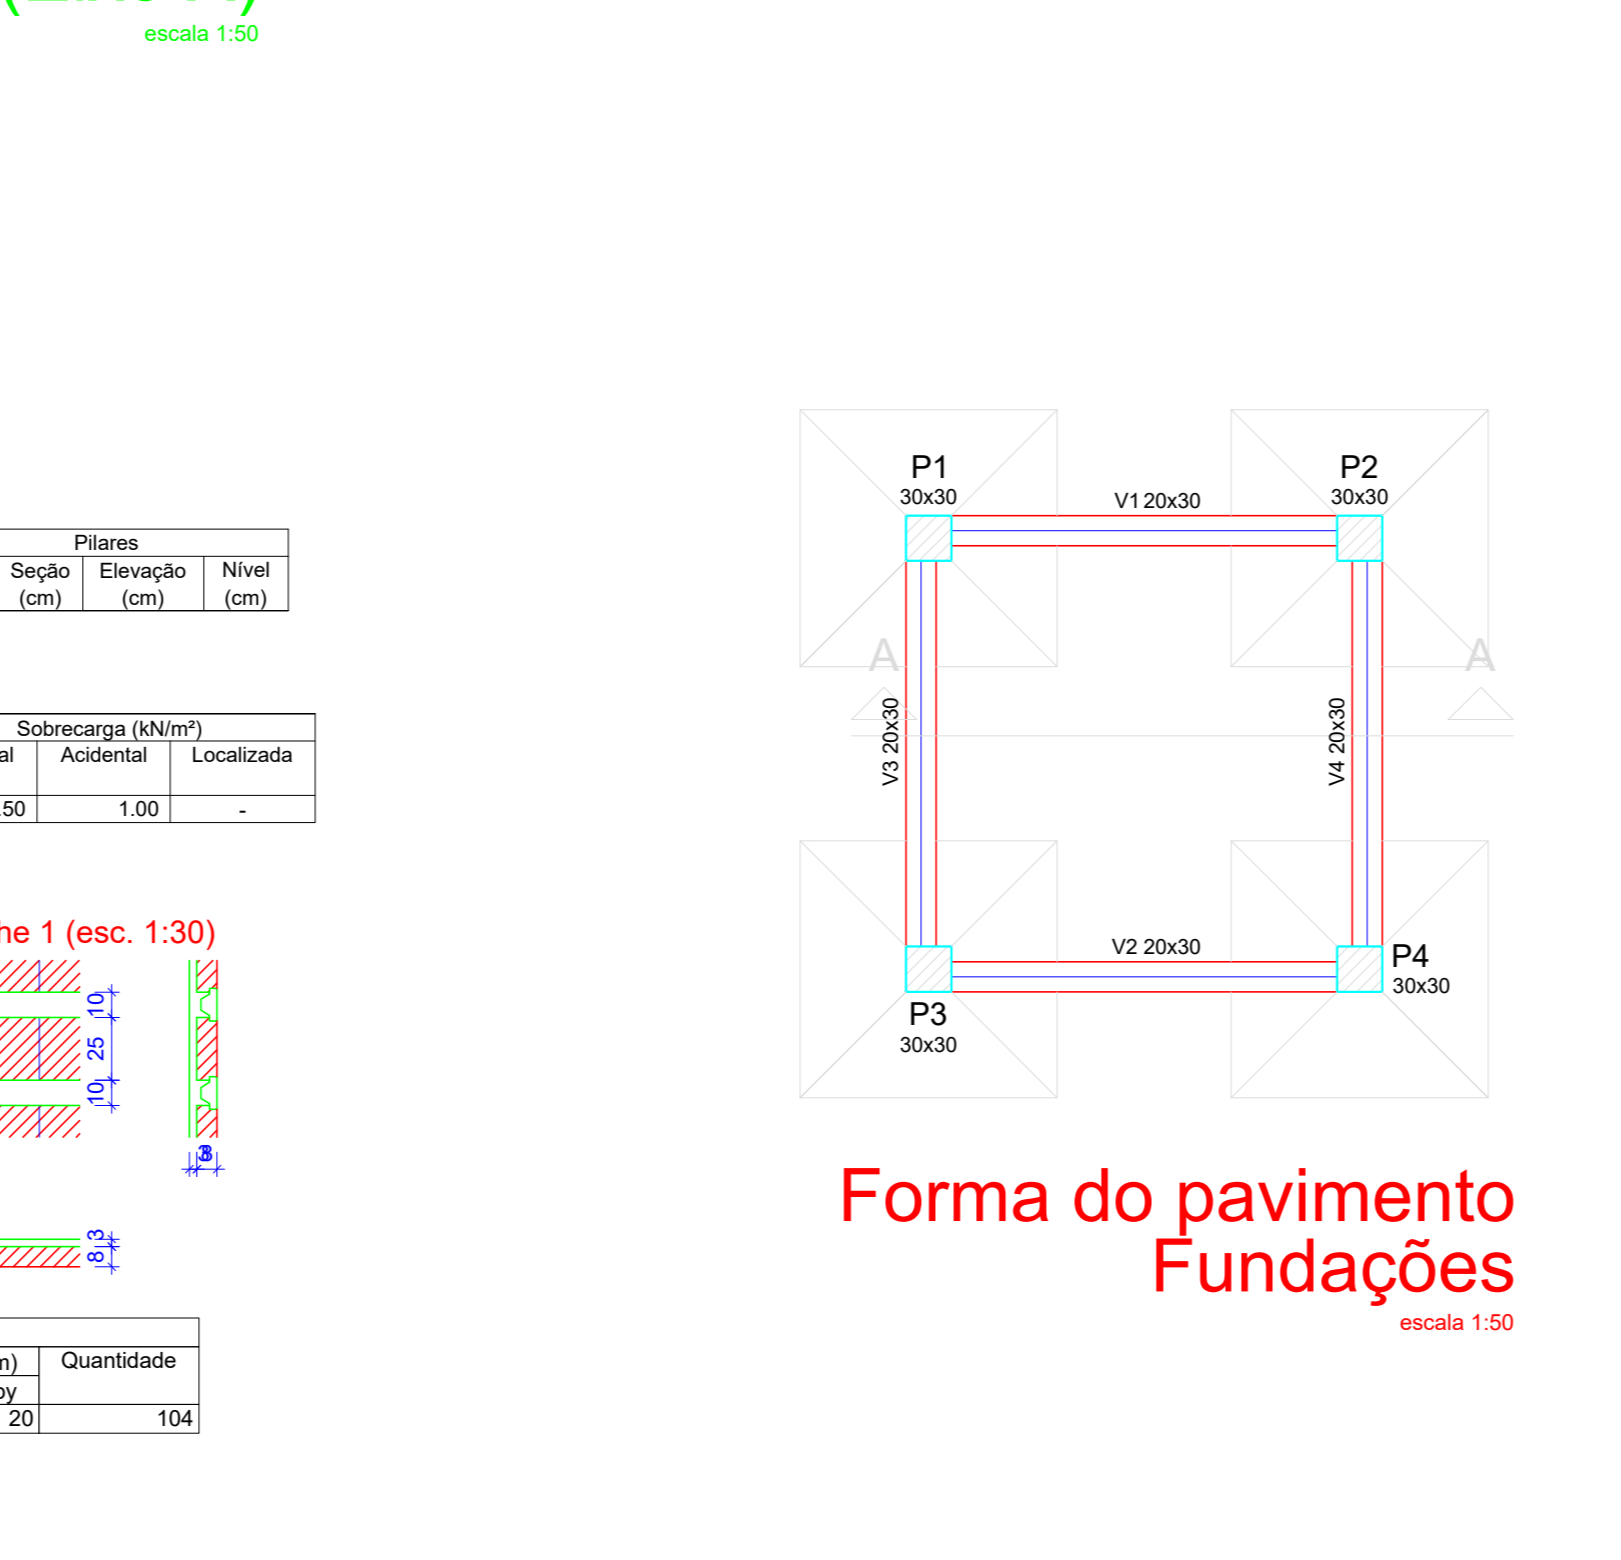 escala 1:50
Pilares
Seção Elevação Nível
(cm) (cm) (cm)
Sobrecarga (kN/m²)
Acidental Localizada
50 1.00 -
1 (esc. 1:30)
10
25
10
3
8
3
8
Quantidade
20 104
P1
30x30
P2
30x30
V1 20x30
A A
V3 20x30
V4 20x30
V2 20x30
P4
30x30
P3
30x30
Forma do pavimento
Fundações
escala 1:50